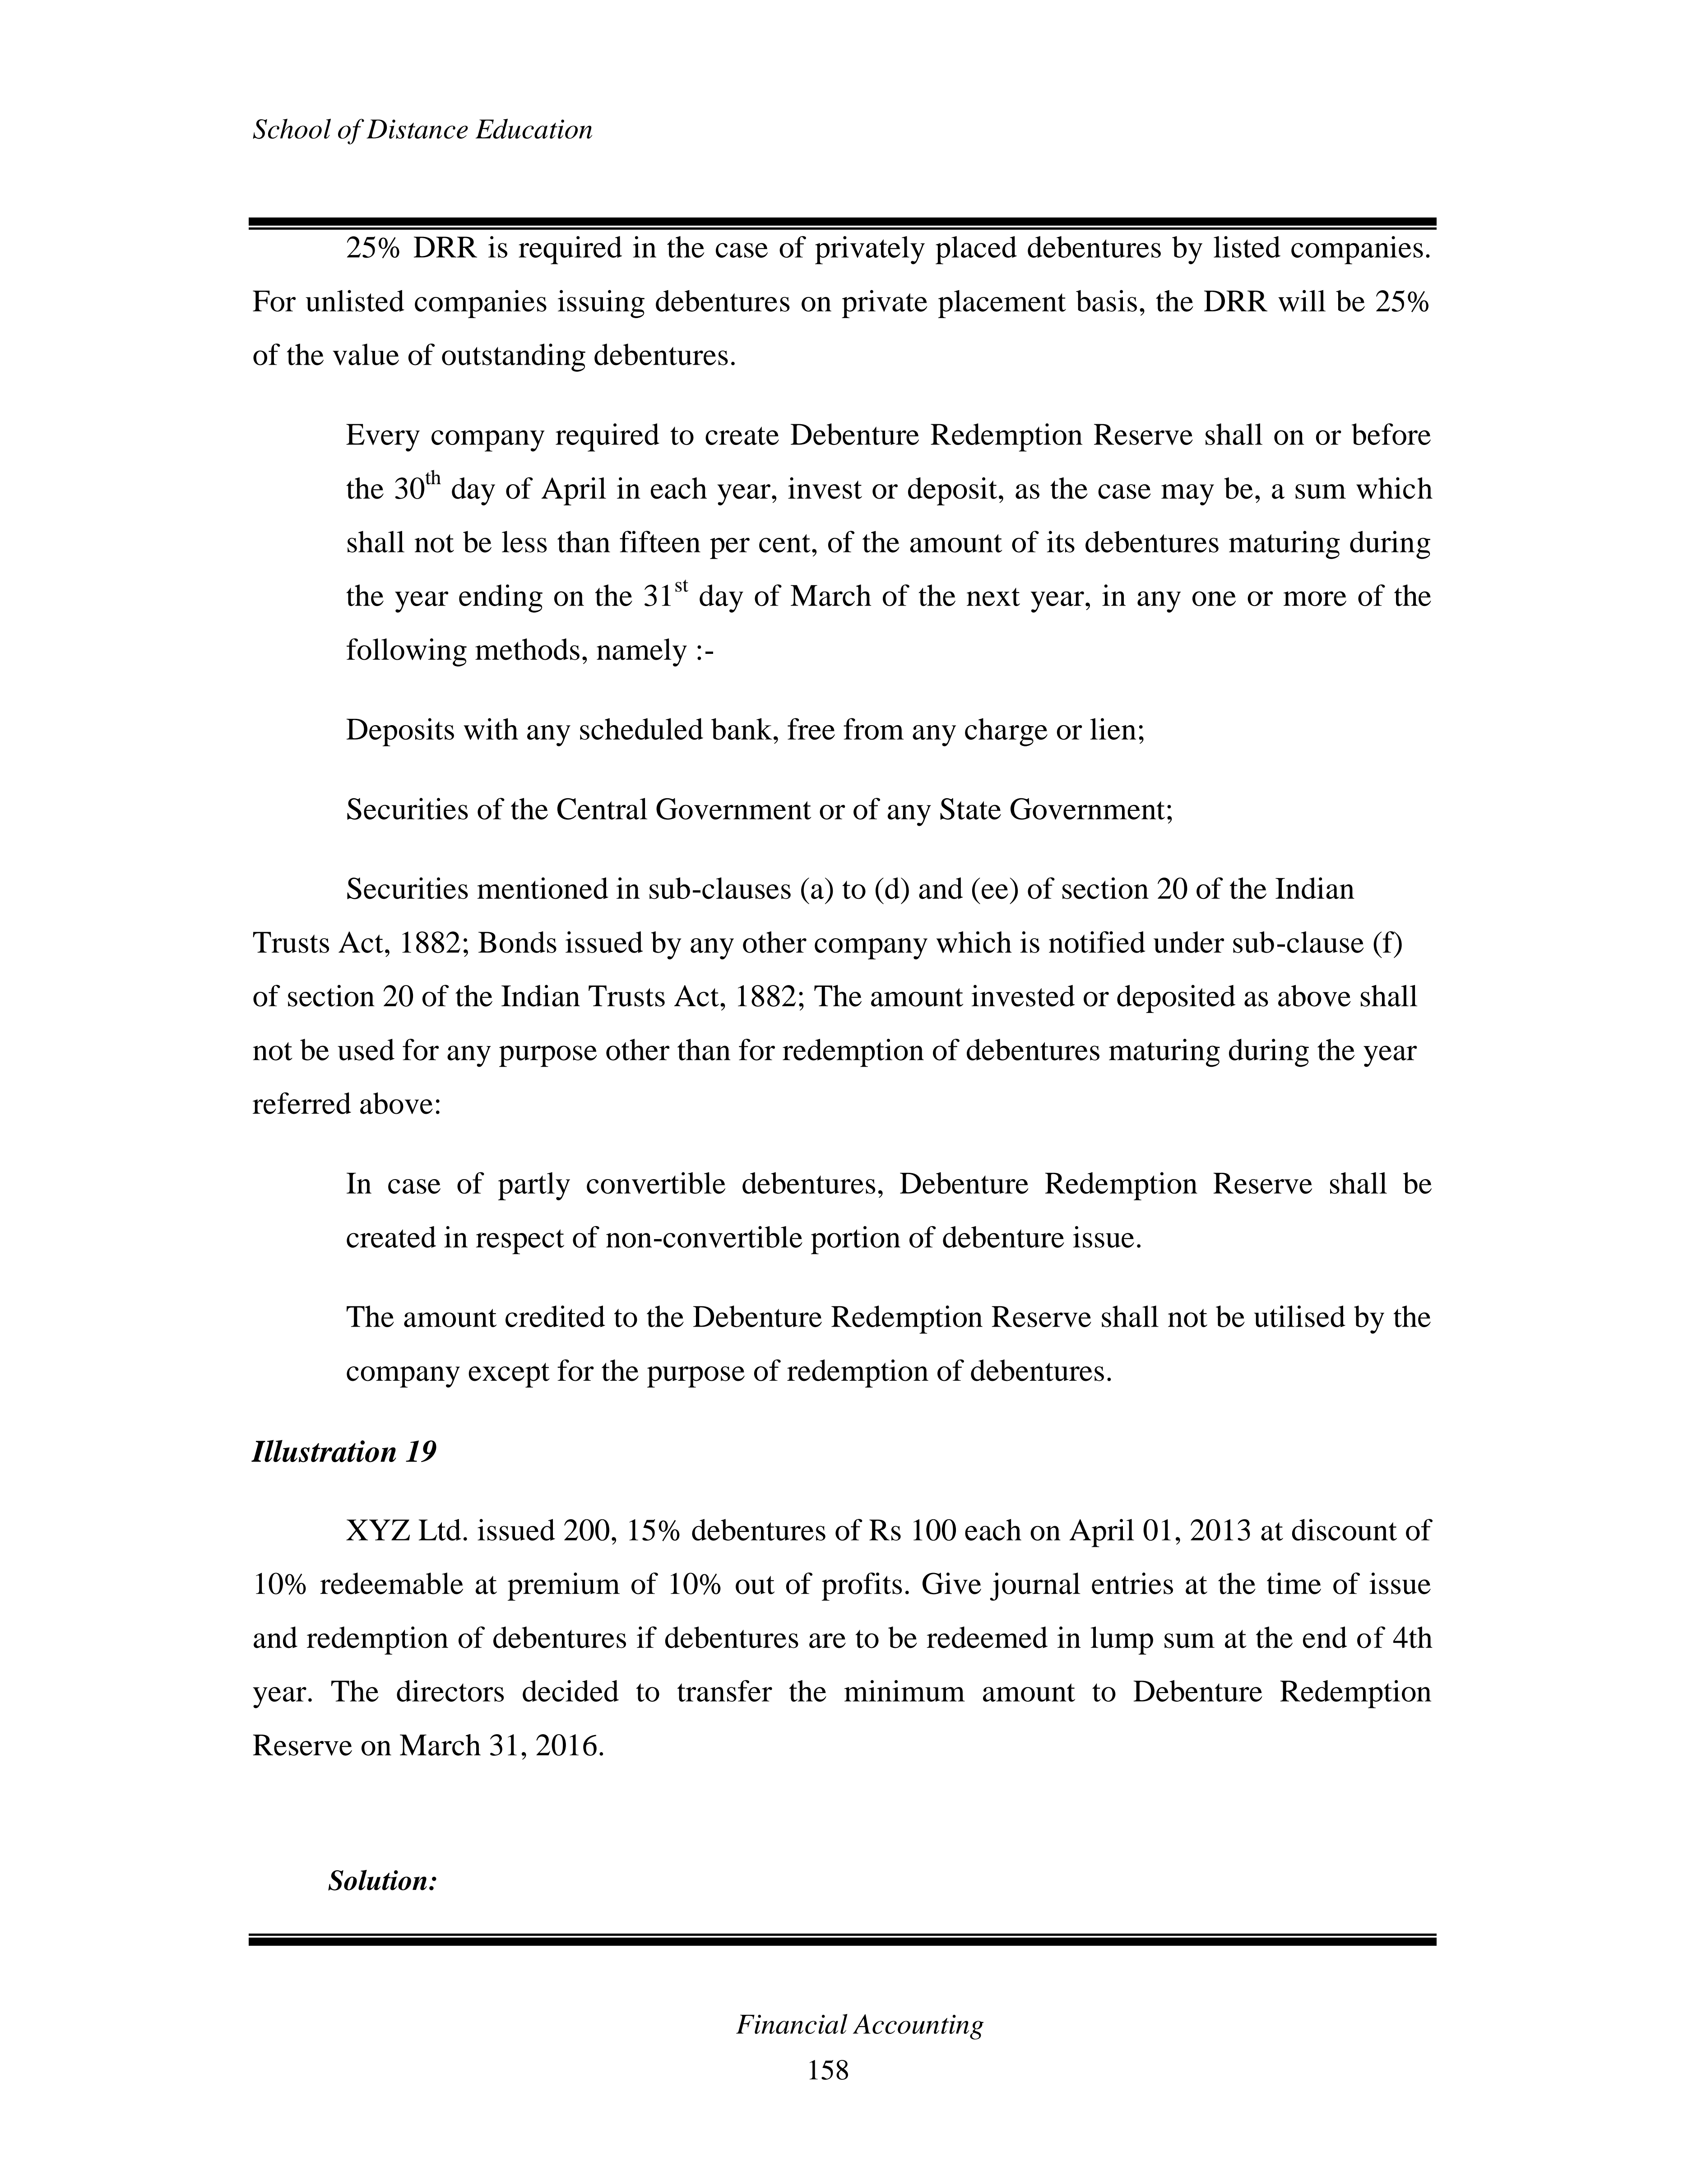 School of Distance Education
25% DRR is required in the case of privately placed debentures by listed companies.
For unlisted companies issuing debentures on private placement basis, the DRR will be 25%
of the value of outstanding debentures.
Every company required to create Debenture Redemption Reserve shall on or before
the 30th day of April in each year, invest or deposit, as the case may be, a sum which
shall not be less than fifteen per cent, of the amount of its debentures maturing during
the year ending on the 31st day of March of the next year, in any one or more of the
following methods, namely :-
Deposits with any scheduled bank, free from any charge or lien;
Securities of the Central Government or of any State Government;
Securities mentioned in sub-clauses (a) to (d) and (ee) of section 20 of the Indian
Trusts Act, 1882; Bonds issued by any other company which is notified under sub-clause (f)
of section 20 of the Indian Trusts Act, 1882; The amount invested or deposited as above shall
not be used for any purpose other than for redemption of debentures maturing during the year
referred above:
In case of partly convertible debentures, Debenture Redemption Reserve shall be
created in respect of non-convertible portion of debenture issue.
The amount credited to the Debenture Redemption Reserve shall not be utilised by the
company except for the purpose of redemption of debentures.
Illustration 19
XYZ Ltd. issued 200, 15% debentures of Rs 100 each on April 01, 2013 at discount of
10% redeemable at premium of 10% out of profits. Give journal entries at the time of issue
and redemption of debentures if debentures are to be redeemed in lump sum at the end of 4th
year. The directors decided to transfer the minimum amount to Debenture Redemption
Reserve on March 31, 2016.
Solution:
Financial Accounting
158